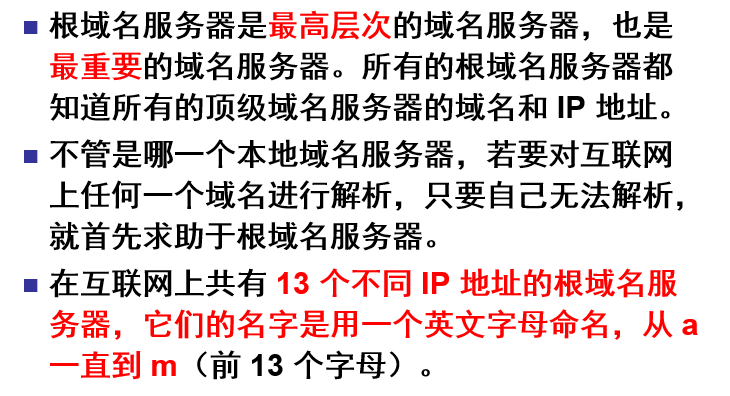 根域名服务器是最高层次的域名服务器，也是
最重要的域名服务器。所有的根域名服务器都
知道所有的顶级域名服务器的域名和 IP 地址。
不管是哪一个本地域名服务器，若要对互联网
上任何一个域名进行解析，只要自己无法解析，
就首先求助于根域名服务器。
在互联网上共有 13 个不同 IP 地址的根域名服
务器，它们的名字是用一个英文字母命名，从 a
一直到 m（前 13 个字母）。